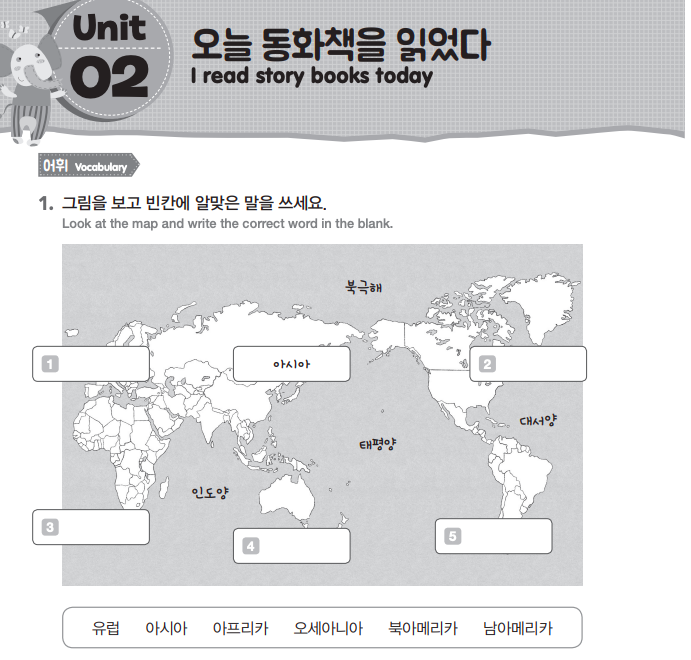 Unit
02
오늘 동화책을 읽었다
I read story books today
어휘 Vocabulary
1. 그림을 보고 빈칸에 알맞은 말을 쓰세요.
Look at the map and write the correct word in the blank.
북극해
1
아시아
2
대서양
태평양
인도양
3
4
5
유럽 아시아 아프리카 오세아니아 북아메리카 남아메리카